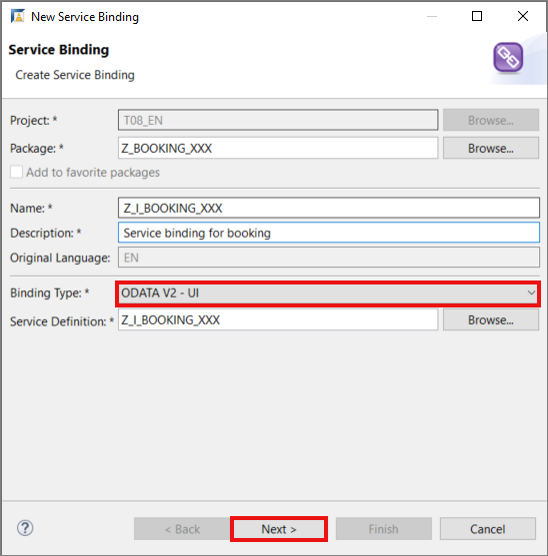 New Service Binding
Service Binding
Create Service Binding
Project: * T08_EN Browse...
Package: * Z_BOOKING_XXX Browse...
Add to favorite packages
Name: * Z_I_BOOKING_XXX
Description: * Service binding for booking
Original Language: EN
Binding Type: * ODATA V2 - UI
Service Definition: * Z_I_BOOKING_XXX Browse...
? < Back Next > Finish Cancel